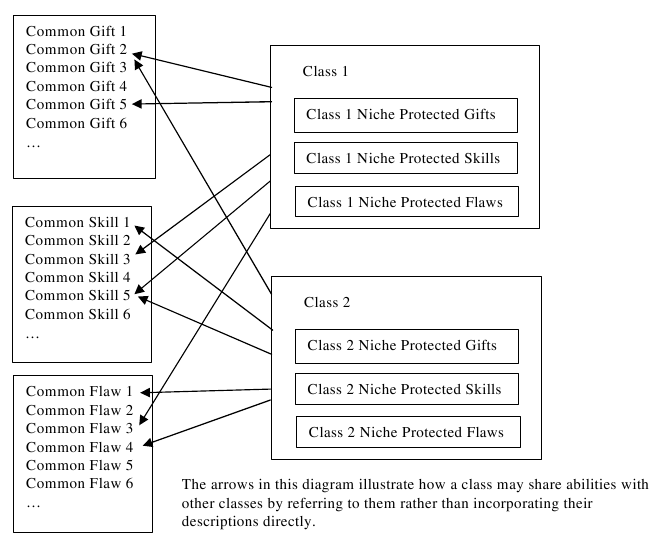 Common Gift 1
Common Gift 2
Common Gift 3
Common Gift 4
Common Gift 5
Common Gift 6
…
Common Skill 1
Common Skill 2
Common Skill 3
Common Skill 4
Common Skill 5
Common Skill 6
…
Common Flaw 1
Common Flaw 2
Common Flaw 3
Common Flaw 4
Common Flaw 5
Common Flaw 6
…
Class 1
Class 1 Niche Protected Gifts
Class 1 Niche Protected Skills
Class 1 Niche Protected Flaws
Class 2
Class 2 Niche Protected Gifts
Class 2 Niche Protected Skills
Class 2 Niche Protected Flaws
The arrows in this diagram illustrate how a class may share abilities with
other classes by referring to them rather than incorporating their
descriptions directly.